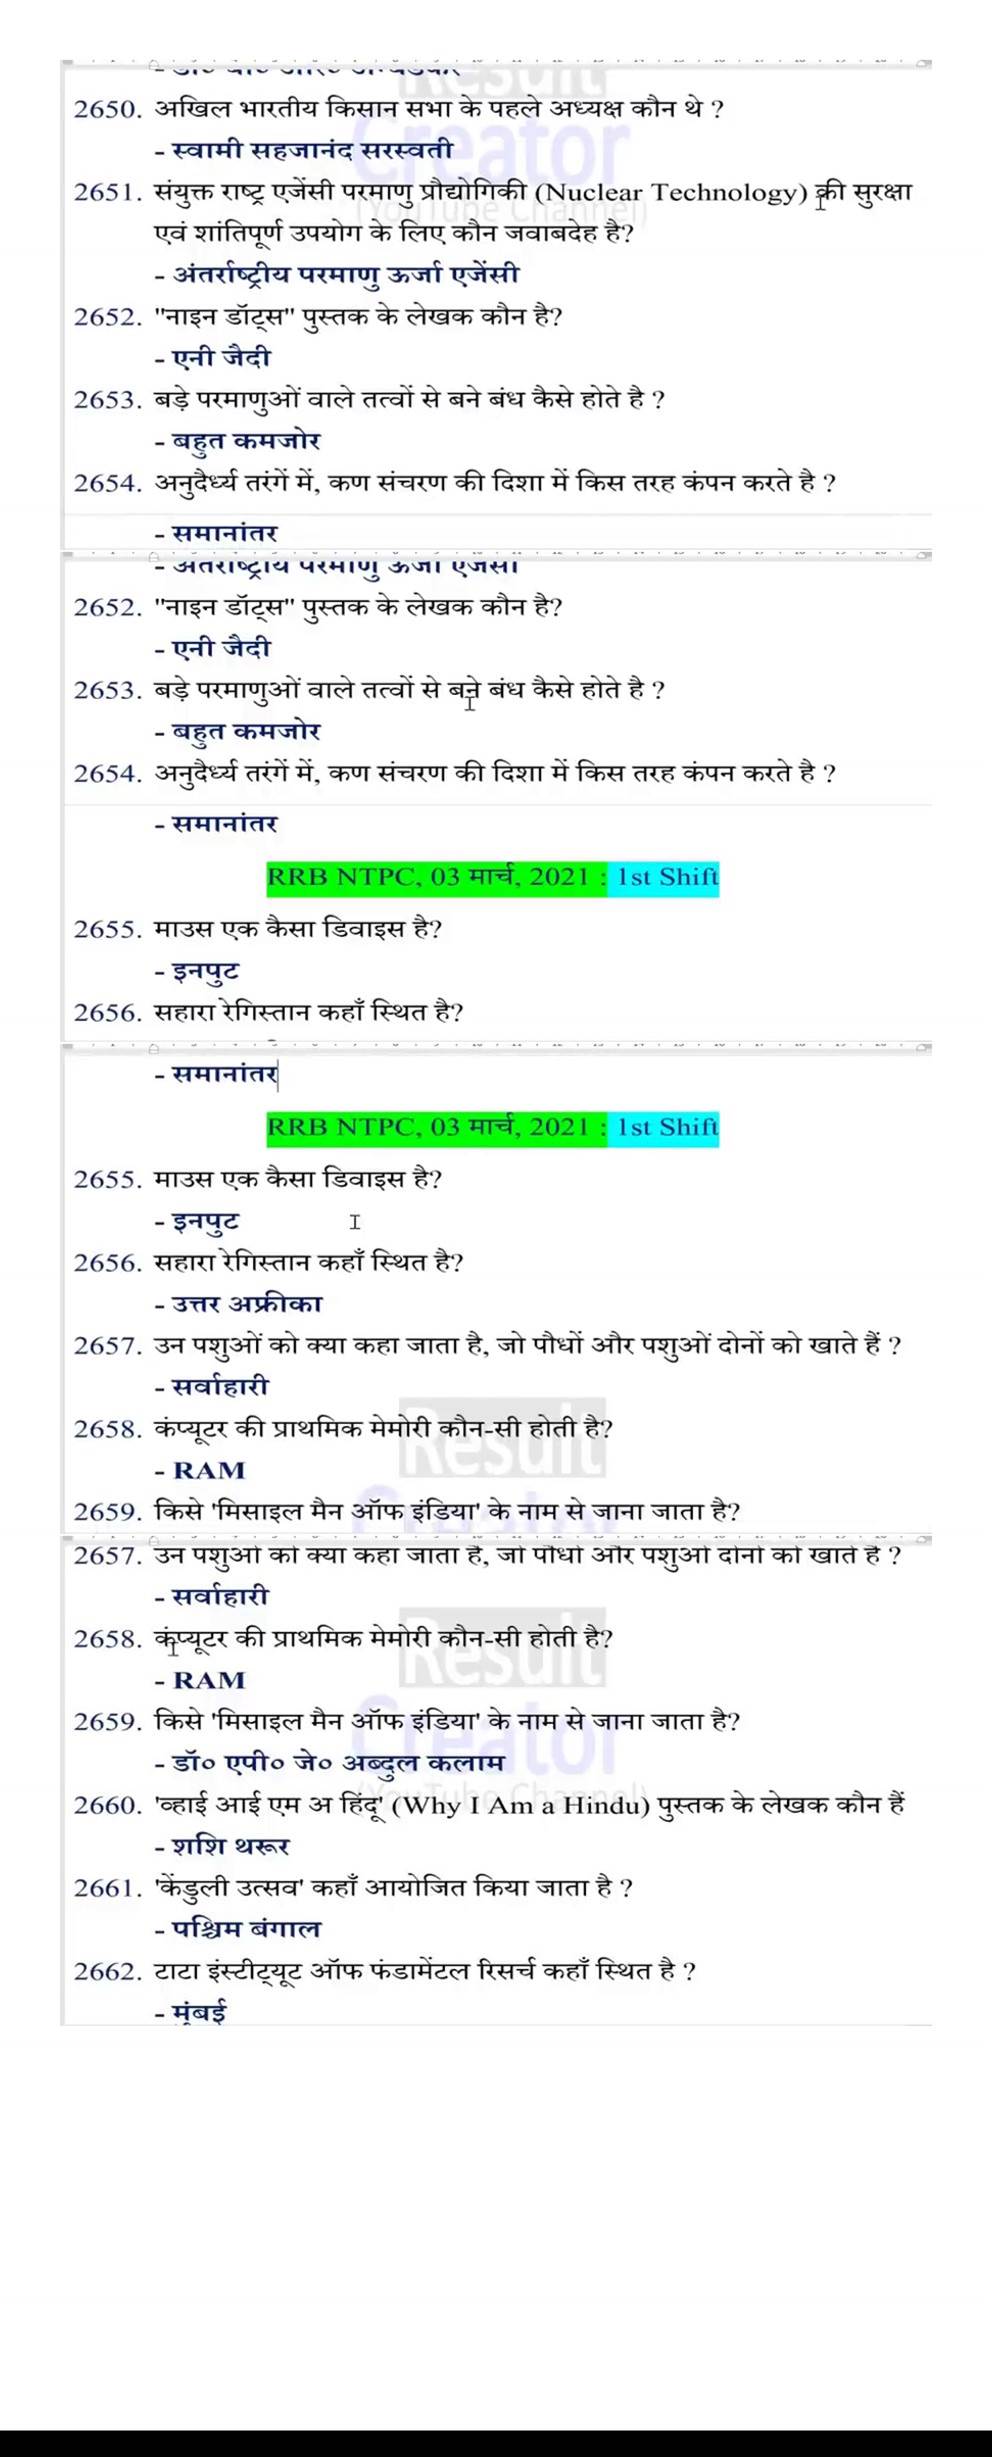 Result
Creator
(YouTube Channel)
2650. अखिल भारतीय किसान सभा के पहले अध्यक्ष कौन थे ?
- स्वामी सहजानंद सरस्वती
2651. संयुक्त राष्ट्र एजेंसी परमाणु प्रौद्योगिकी (Nuclear Technology) की सुरक्षा
एवं शांतिपूर्ण उपयोग के लिए कौन जवाबदेह है?
- अंतर्राष्ट्रीय परमाणु ऊर्जा एजेंसी
2652. "नाइन डॉट्स" पुस्तक के लेखक कौन है?
- एनी जैदी
2653. बड़े परमाणुओं वाले तत्वों से बने बंध कैसे होते है ?
- बहुत कमजोर
2654. अनुदैर्ध्य तरंगें में, कण संचरण की दिशा में किस तरह कंपन करते है ?
- समानांतर
- अंतर्राष्ट्रीय परमाणु ऊर्जा एजेंसी
2652. "नाइन डॉट्स" पुस्तक के लेखक कौन है?
- एनी जैदी
2653. बड़े परमाणुओं वाले तत्वों से बने बंध कैसे होते है ?
- बहुत कमजोर
2654. अनुदैर्ध्य तरंगें में, कण संचरण की दिशा में किस तरह कंपन करते है ?
- समानांतर
RRB NTPC, 03 मार्च, 2021 : 1st Shift
2655. माउस एक कैसा डिवाइस है?
- इनपुट
2656. सहारा रेगिस्तान कहाँ स्थित है?
- समानांतर
RRB NTPC, 03 मार्च, 2021 : 1st Shift
2655. माउस एक कैसा डिवाइस है?
- इनपुट
2656. सहारा रेगिस्तान कहाँ स्थित है?
- उत्तर अफ्रीका
2657. उन पशुओं को क्या कहा जाता है, जो पौधों और पशुओं दोनों को खाते हैं ?
- सर्वाहारी
Result
2658. कंप्यूटर की प्राथमिक मेमोरी कौन-सी होती है?
- RAM
2659. किसे 'मिसाइल मैन ऑफ इंडिया' के नाम से जाना जाता है?
2657. उन पशुओं को क्या कहा जाता है, जो पौधों और पशुओं दोनों को खाते हैं ?
- सर्वाहारी
Result
2658. कंप्यूटर की प्राथमिक मेमोरी कौन-सी होती है?
- RAM
Creator
2659. किसे 'मिसाइल मैन ऑफ इंडिया' के नाम से जाना जाता है?
- डॉ० एपी० जे० अब्दुल कलाम
(YouTube Channel)
2660. 'व्हाई आई एम अ हिंदू' (Why I Am a Hindu) पुस्तक के लेखक कौन हैं
- शशि थरूर
2661. 'केंडुली उत्सव' कहाँ आयोजित किया जाता है ?
- पश्चिम बंगाल
2662. टाटा इंस्टीट्यूट ऑफ फंडामेंटल रिसर्च कहाँ स्थित है ?
- मुंबई